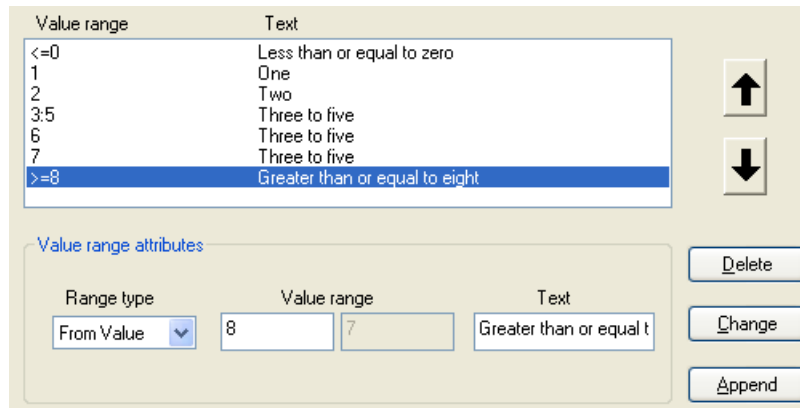 Value range Text
<=0 Less than or equal to zero
1 One
2 Two
3:5 Three to five
6 Three to five
7 Three to five
>=8 Greater than or equal to eight
Value range attributes
Delete
Range type Value range Text
From Value 8 7 Greater than or equal t
Change
Append